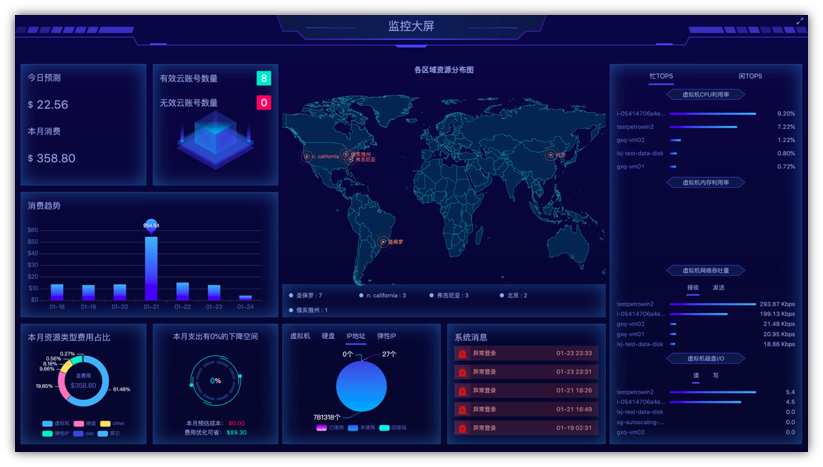 监控大屏
今日预测
$ 22.56
本月消费
$ 358.80
有效云账号数量 8
无效云账号数量 0
消费趋势
$60
$50
$40
$30
$20
$10
$0
$54.54
01-18 01-19 01-20 01-21 01-22 01-23 01-24
本月资源类型费用占比
0.27%
0.56%
8.18%
9.66%
19.85%
61.48%
总费用
$358.80
虚拟机 硬盘 other
弹性IP oss 其它
本月支出有0%的下降空间
0%
本月预估成本: $0.00
费用优化可省: $89.30
各区域资源分布图
n. california
俄亥俄州
弗吉尼亚
北京
圣保罗
圣保罗 : 7 n. california : 3 弗吉尼亚 : 3 北京 : 2
俄亥俄州 : 1
虚拟机 硬盘 IP地址 弹性IP
0个 27个
781318个
已使用 未使用 回收站
系统消息
异常登录 01-23 23:33
异常登录 01-23 23:31
异常登录 01-21 18:26
异常登录 01-21 16:49
异常登录 01-19 02:31
忙TOP5 闲TOP5
虚拟机CPU利用率
i-05414706a4e... 9.20%
testpetrowin2 7.22%
gxq-vm02 1.22%
lxj-test-data-disk 0.80%
gxq-vm01 0.72%
虚拟机内存利用率
虚拟机网络吞吐量
接收 发送
testpetrowin2 293.87 Kbps
i-05414706a4e... 199.13 Kbps
gxq-vm02 21.48 Kbps
gxq-vm01 20.95 Kbps
lxj-test-data-disk 18.86 Kbps
虚拟机磁盘I/O
读 写
testpetrowin2 5.4
i-05414706a4e... 4.5
lxj-test-data-disk 0.0
sg-autoscaling-... 0.0
gxq-vm02 0.0